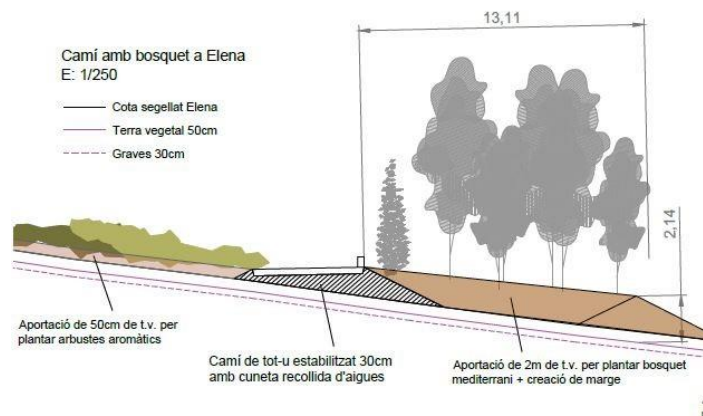 13,11
Camí amb bosquet a Elena
E: 1/250
Cota segellat Elena
Terra vegetal 50cm
Graves 30cm
2,14
Aportació de 50cm de t.v. per
plantar arbustes aromàtics
Camí de tot-u estabilitzat 30cm
amb cuneta recollida d'aigues
Aportació de 2m de t.v. per plantar bosquet
mediterrani + creació de marge